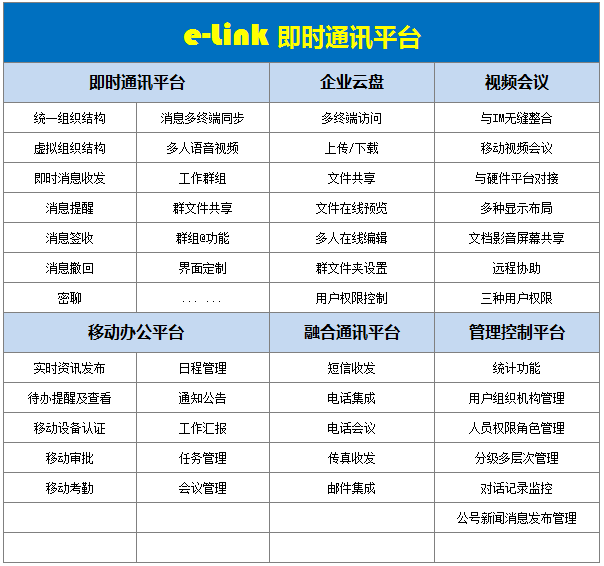 e-Link 即时通讯平台
即时通讯平台 企业云盘 视频会议
统一组织结构 消息多终端同步 多终端访问 与IM无缝整合
虚拟组织结构 多人语音视频 上传/下载 移动视频会议
即时消息收发 工作群组 文件共享 与硬件平台对接
消息提醒 群文件共享 文件在线预览 多种显示布局
消息签收 群组@功能 多人在线编辑 文档影音屏幕共享
消息撤回 界面定制 群文件夹设置 远程协助
密聊 ... ... 用户权限控制 三种用户权限
移动办公平台 融合通讯平台 管理控制平台
实时资讯发布 日程管理 短信收发 统计功能
待办提醒及查看 通知公告 电话集成 用户组织机构管理
移动设备认证 工作汇报 电话会议 人员权限角色管理
移动审批 任务管理 传真收发 分级多层次管理
移动考勤 会议管理 邮件集成 对话记录监控
公号新闻消息发布管理